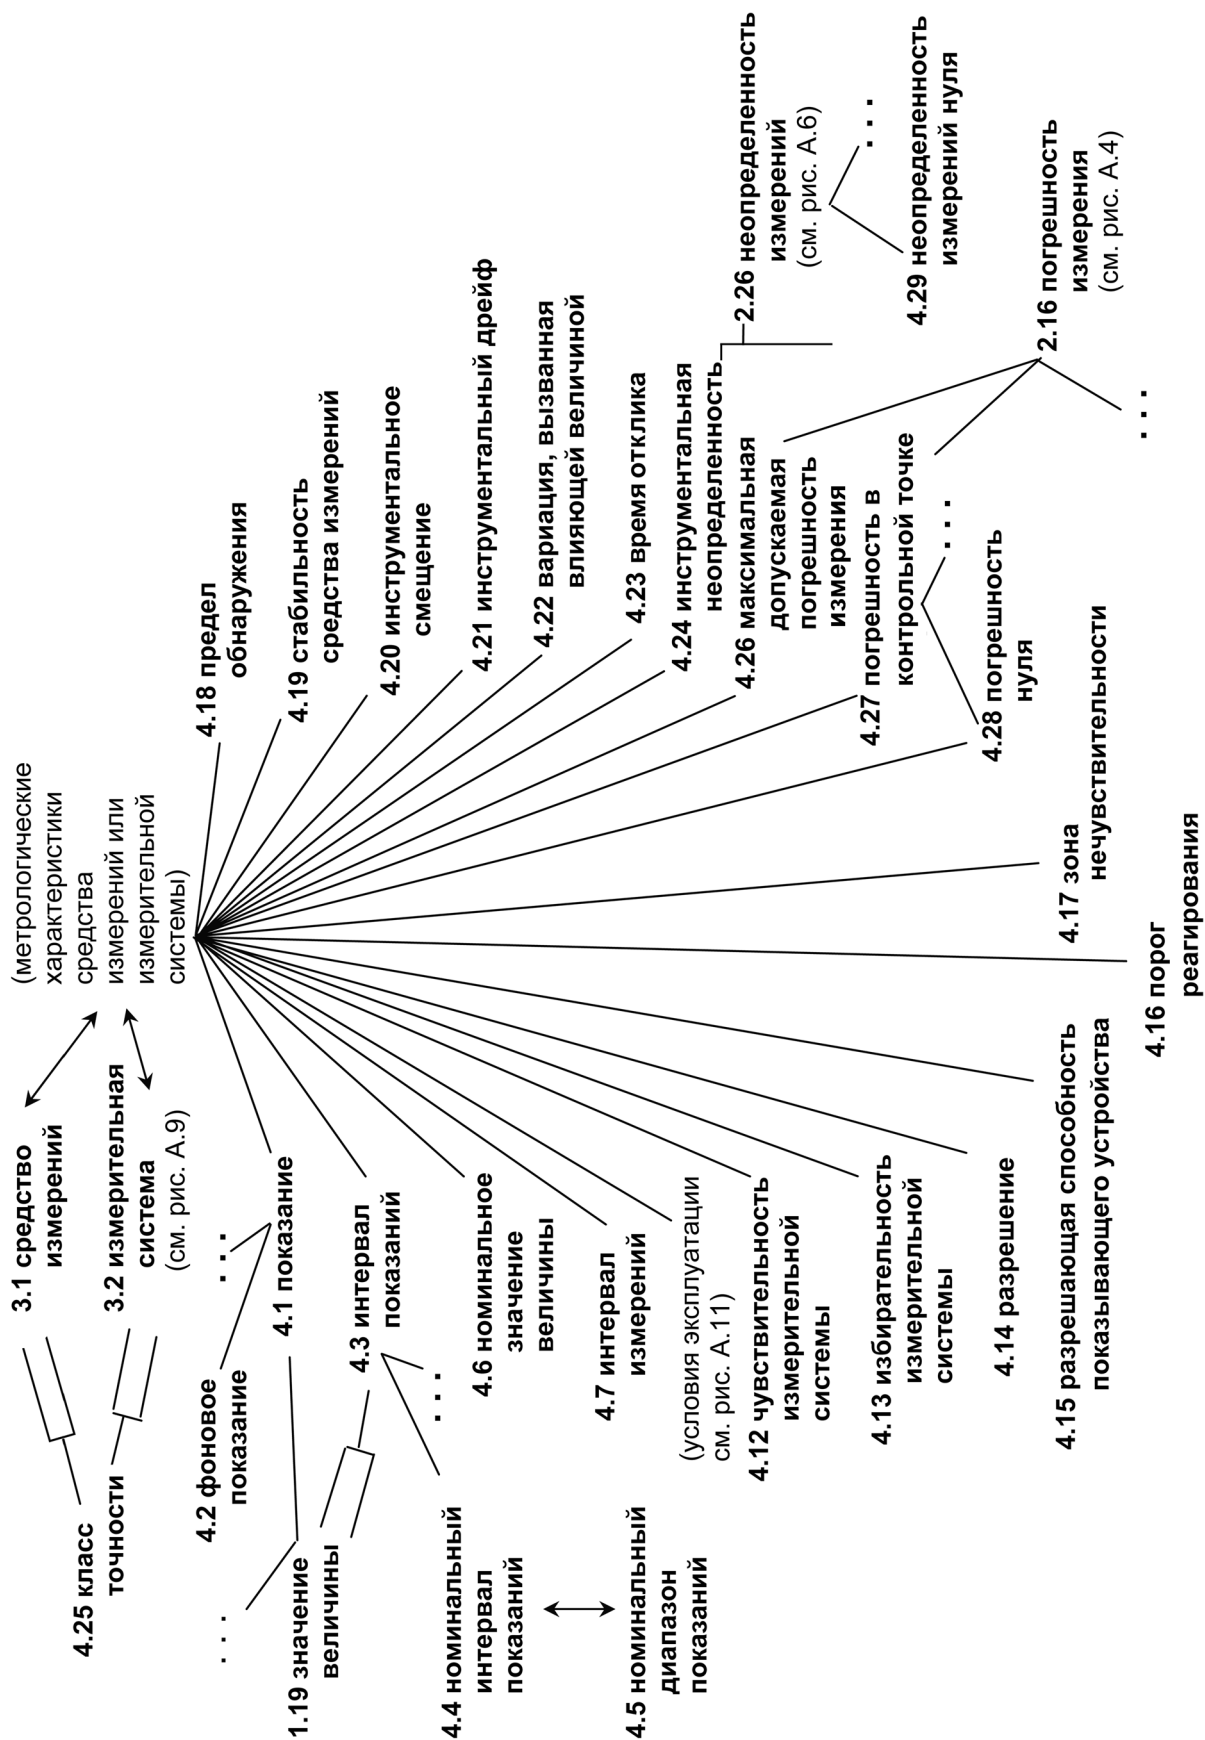 (метрологические
характеристики
средства
измерений или
измерительной
системы)
3.1 средство
измерений
3.2 измерительная
система
(см. рис. А.9)
4.25 класс
точности
4.2 фоновое
показание
. . .
4.1 показание
. . .
1.19 значение
величины
4.3 интервал
показаний
. . .
4.4 номинальный
интервал
показаний
4.5 номинальный
диапазон
показаний
4.6 номинальное
значение
величины
4.7 интервал
измерений
(условия эксплуатации
см. рис. А.11)
4.12 чувствительность
измерительной
системы
4.13 избирательность
измерительной
системы
4.14 разрешение
4.15 разрешающая способность
показывающего устройства
4.16 порог
реагирования
4.17 зона
нечувствительности
4.18 предел
обнаружения
4.19 стабильность
средства измерений
4.20 инструментальное
смещение
4.21 инструментальный дрейф
4.22 вариация, вызванная
влияющей величиной
4.23 время отклика
4.24 инструментальная
неопределенность
4.26 максимальная
допускаемая
погрешность
измерения
4.27 погрешность в
контрольной точке
. . .
4.28 погрешность
нуля
2.26 неопределенность
измерений
(см. рис. А.6)
. . .
4.29 неопределенность
измерений нуля
2.16 погрешность
измерения
(см. рис. А.4)
. . .